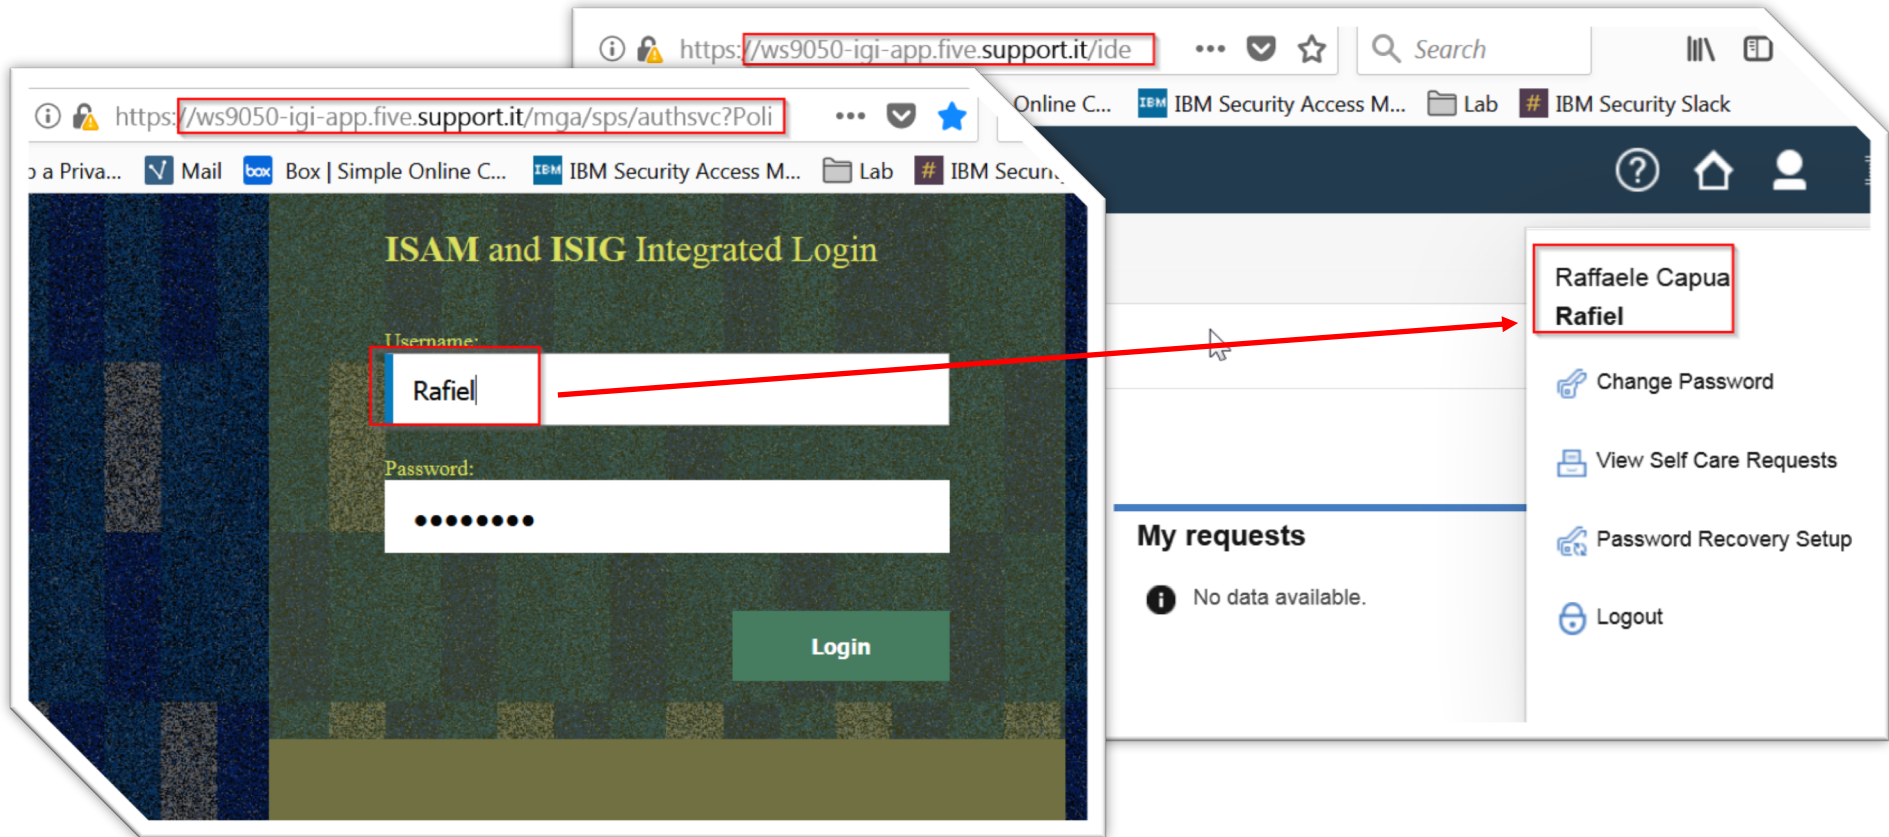 https://ws9050-igi-app.five.support.it/ide
Search
Online C...
IBM
IBM Security Access M...
Lab
#
IBM Security Slack
https://ws9050-igi-app.five.support.it/mga/sps/authsvc?Poli
a Priva...
Mail
box
Box | Simple Online C...
IBM
IBM Security Access M...
Lab
#
IBM
ISAM and ISIG Integrated Login
Username:
Rafiel
Password:
Login
Raffaele Capua
Rafiel
Change Password
View Self Care Requests
Password Recovery Setup
Logout
My requests
No data available.